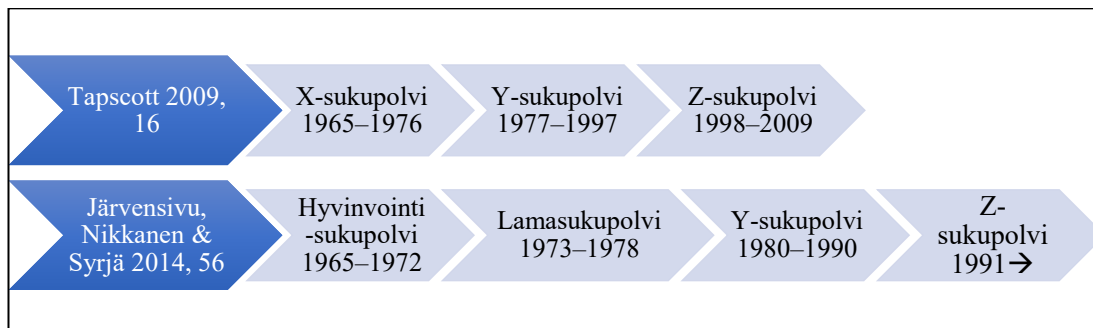 Tapscott 2009,
16
X-sukupolvi
1965–1976
Y-sukupolvi
1977–1997
Z-sukupolvi
1998–2009
Järvensivu,
Nikkanen &
Syrjä 2014, 56
Hyvinvointi
-sukupolvi
1965–1972
Lamasukupolvi
1973–1978
Y-sukupolvi
1980–1990
Z-
sukupolvi
1991→